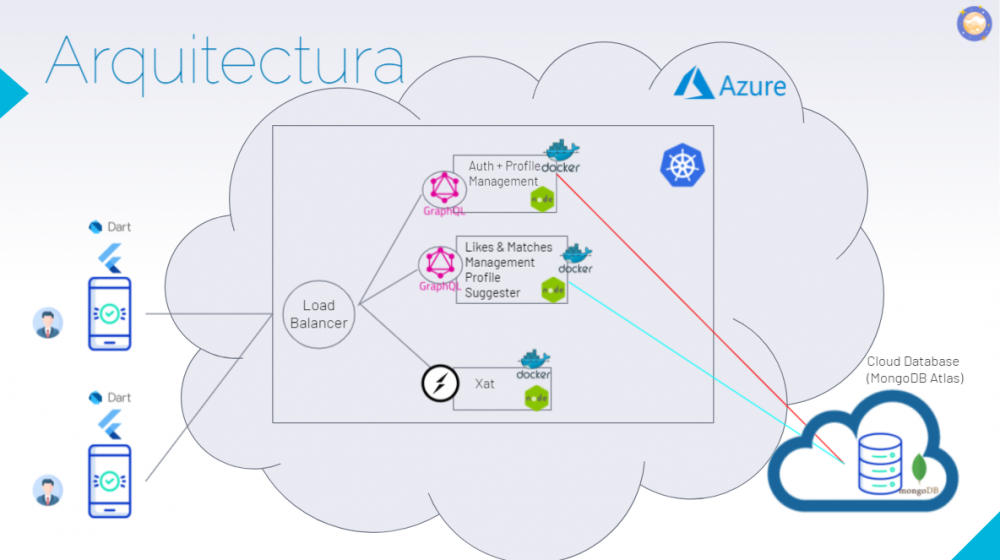 Arquitectura
Azure
Auth + Profile
Management
docker
GraphQL
node
Likes & Matches
Management
Profile
Suggester
docker
GraphQL
node
Dart
Load
Balancer
Xat
docker
node
Dart
Cloud Database
(MongoDB Atlas)
mongoDB